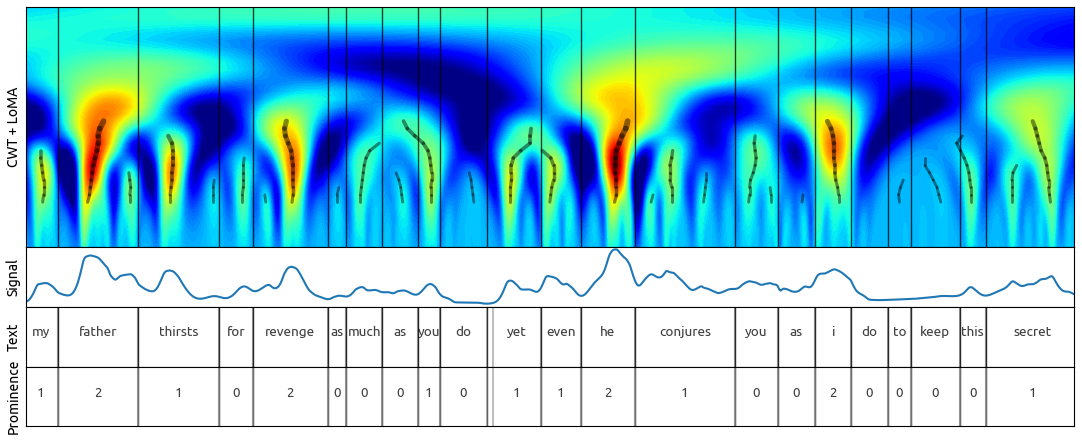 CWT + LoMA
Signal
Text
my father thirsts for revenge as much as you do yet even he conjures you as i do to keep this secret
Prominence
1 2 1 0 2 0 0 0 1 0 1 1 2 1 0 0 2 0 0 0 0 1